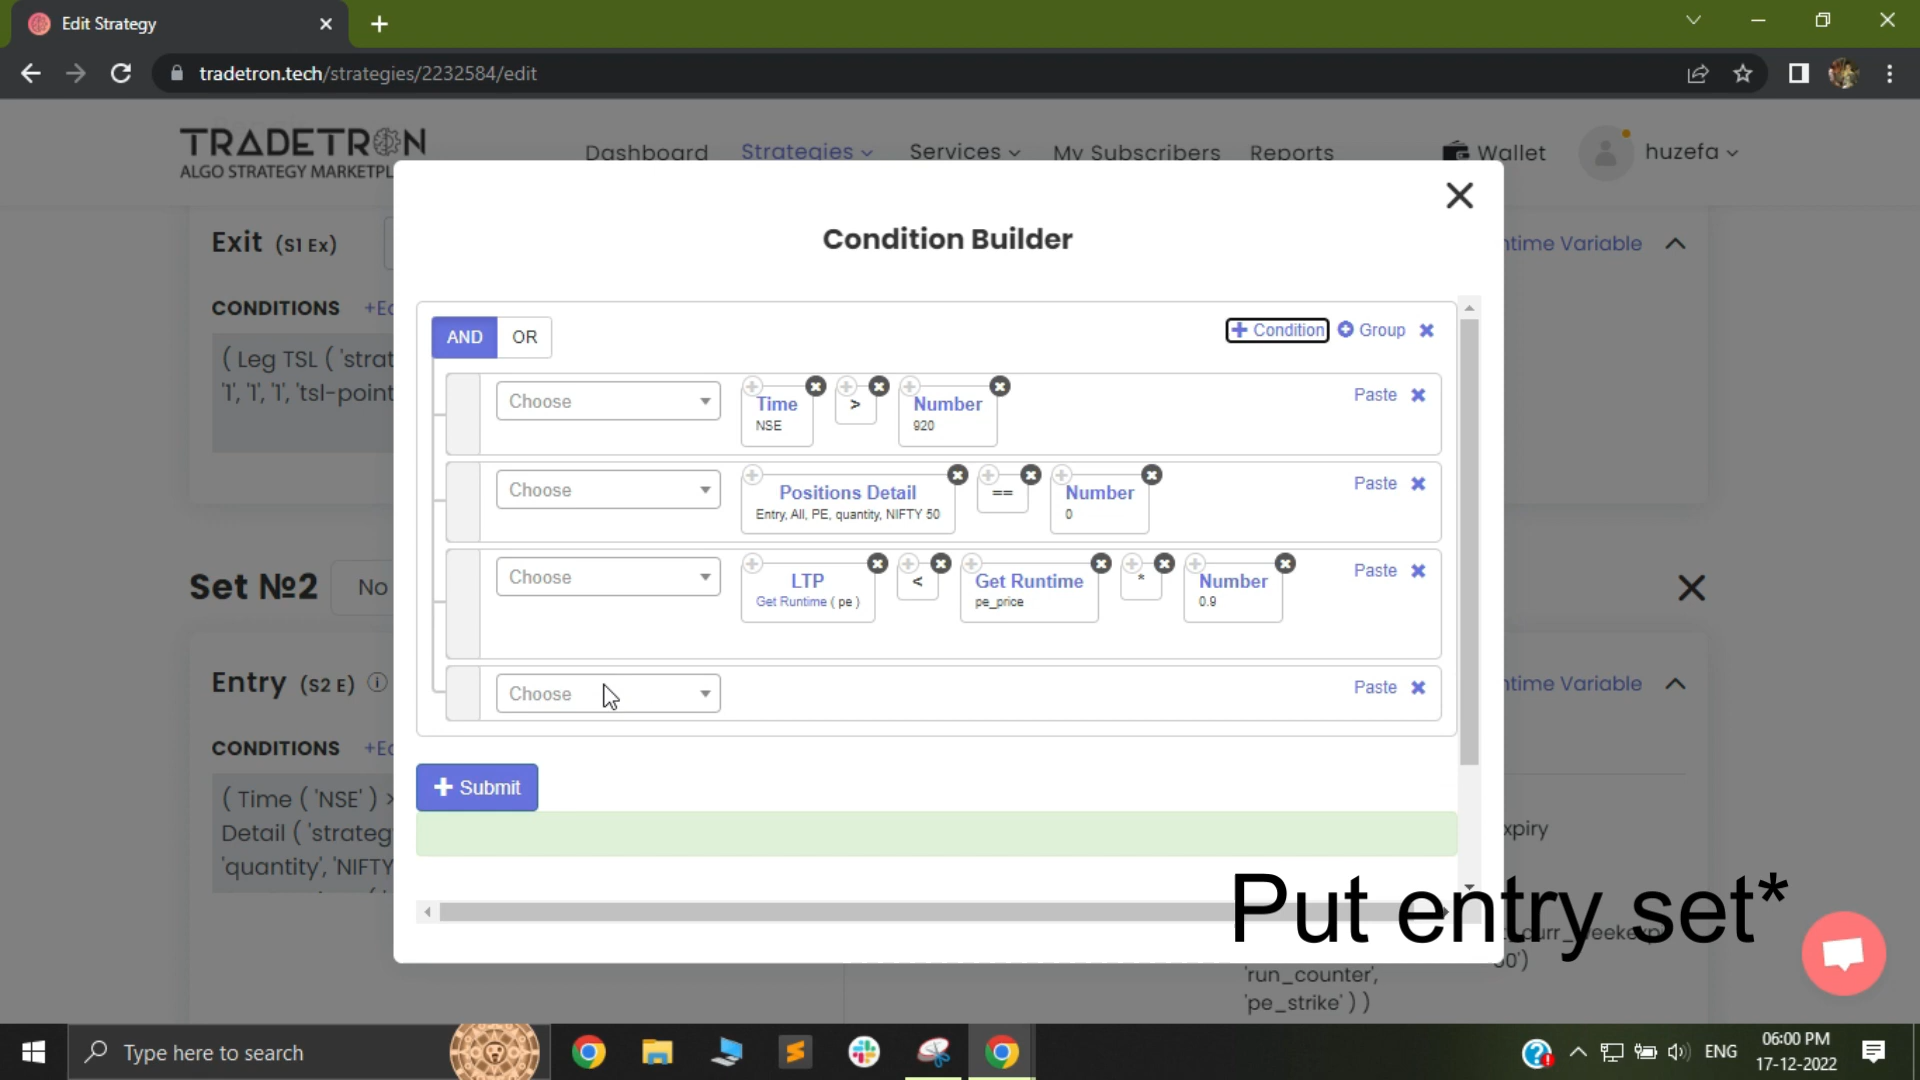 Edit Strategy
tradetron.tech/strategies/2232584/edit
TRADETRON
ALGO STRATEGY MARKETPL
Dashboard Strategies Services My Subscribers Reports Wallet huzefa
Condition Builder
Exit (S1 Ex)
ntime Variable
CONDITIONS +Ed
( Leg TSL ( 'strat
'1', '1', '1', 'tsl-point
AND OR
+ Condition Group
Choose Time > Number Paste
NSE 920
Choose Positions Detail == Number Paste
Entry, All, PE, quantity, NIFTY 50 0
Choose LTP < Get Runtime * Number Paste
Get Runtime ( pe ) pe_price 0.9
Choose Paste
+ Submit
Set №2 No
Entry (S2 E)
ntime Variable
CONDITIONS +Ed
( Time ( 'NSE' ) >
Detail ( 'strateg
'quantity', 'NIFTY
xpiry
Put entry set*
50')
'run_counter',
'pe_strike' ) )
Type here to search
ENG
06:00 PM
17-12-2022